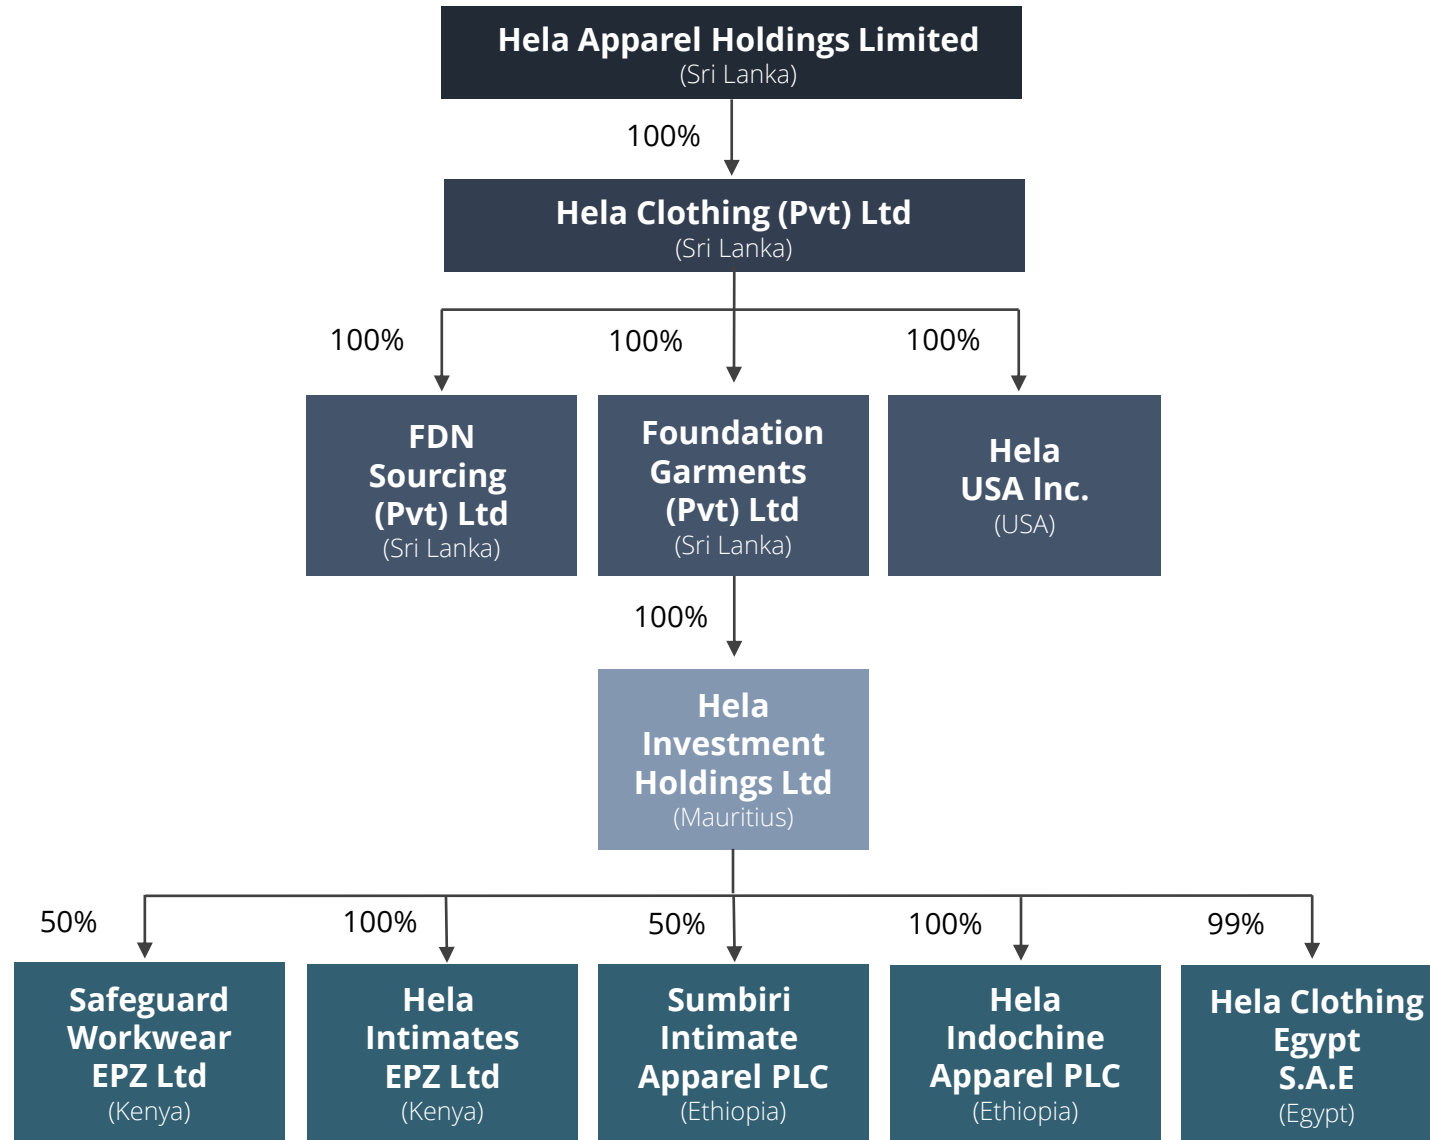 Hela Apparel Holdings Limited
(Sri Lanka)
100%
Hela Clothing (Pvt) Ltd
(Sri Lanka)
100%
100%
100%
FDN
Sourcing
(Pvt) Ltd
(Sri Lanka)
Foundation
Garments
(Pvt) Ltd
(Sri Lanka)
Hela
USA Inc.
(USA)
100%
Hela
Investment
Holdings Ltd
(Mauritius)
50%
100%
50%
100%
99%
Safeguard
Workwear
EPZ Ltd
(Kenya)
Hela
Intimates
EPZ Ltd
(Kenya)
Sumbiri
Intimate
Apparel PLC
(Ethiopia)
Hela
Indochine
Apparel PLC
(Ethiopia)
Hela Clothing
Egypt
S.A.E
(Egypt)